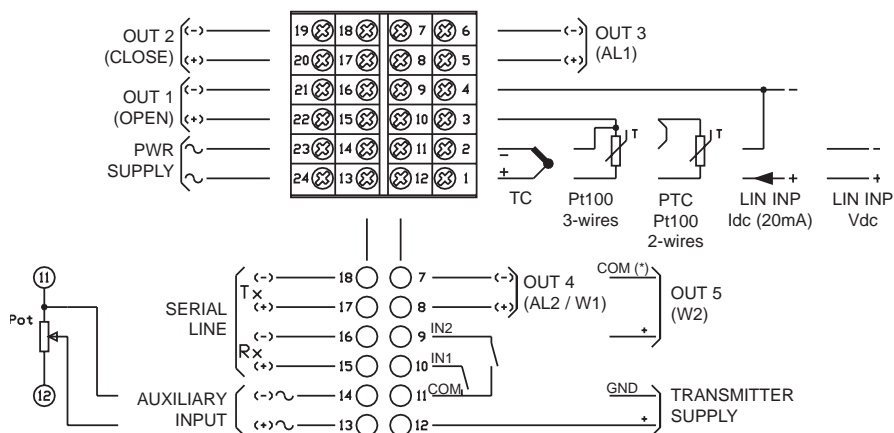 OUT 2
(CLOSE)
(-)
(+)
19 18 7 6
20 17 8 5
(-)
(+)
OUT 3
(AL1)
OUT 1
(OPEN)
(-)
(+)
21 16 9 4
22 15 10 3
-
PWR
SUPPLY
23 14 11 2
24 13 12 1
-
+
TC
T
Pt100
3-wires
T
PTC
Pt100
2-wires
+
LIN INP
Idc (20mA)
-
+
LIN INP
Vdc
11
Pot
12
SERIAL
LINE
Tx
(-) 18
(+) 17
Rx
(-) 16
(+) 15
AUXILIARY
INPUT
(-) 14
(+) 13
7 (-)
8 (+)
OUT 4
(AL2 / W1)
9 IN2
10 IN1
11 COM
12
COM (*)
+
OUT 5
(W2)
GND
+
TRANSMITTER
SUPPLY